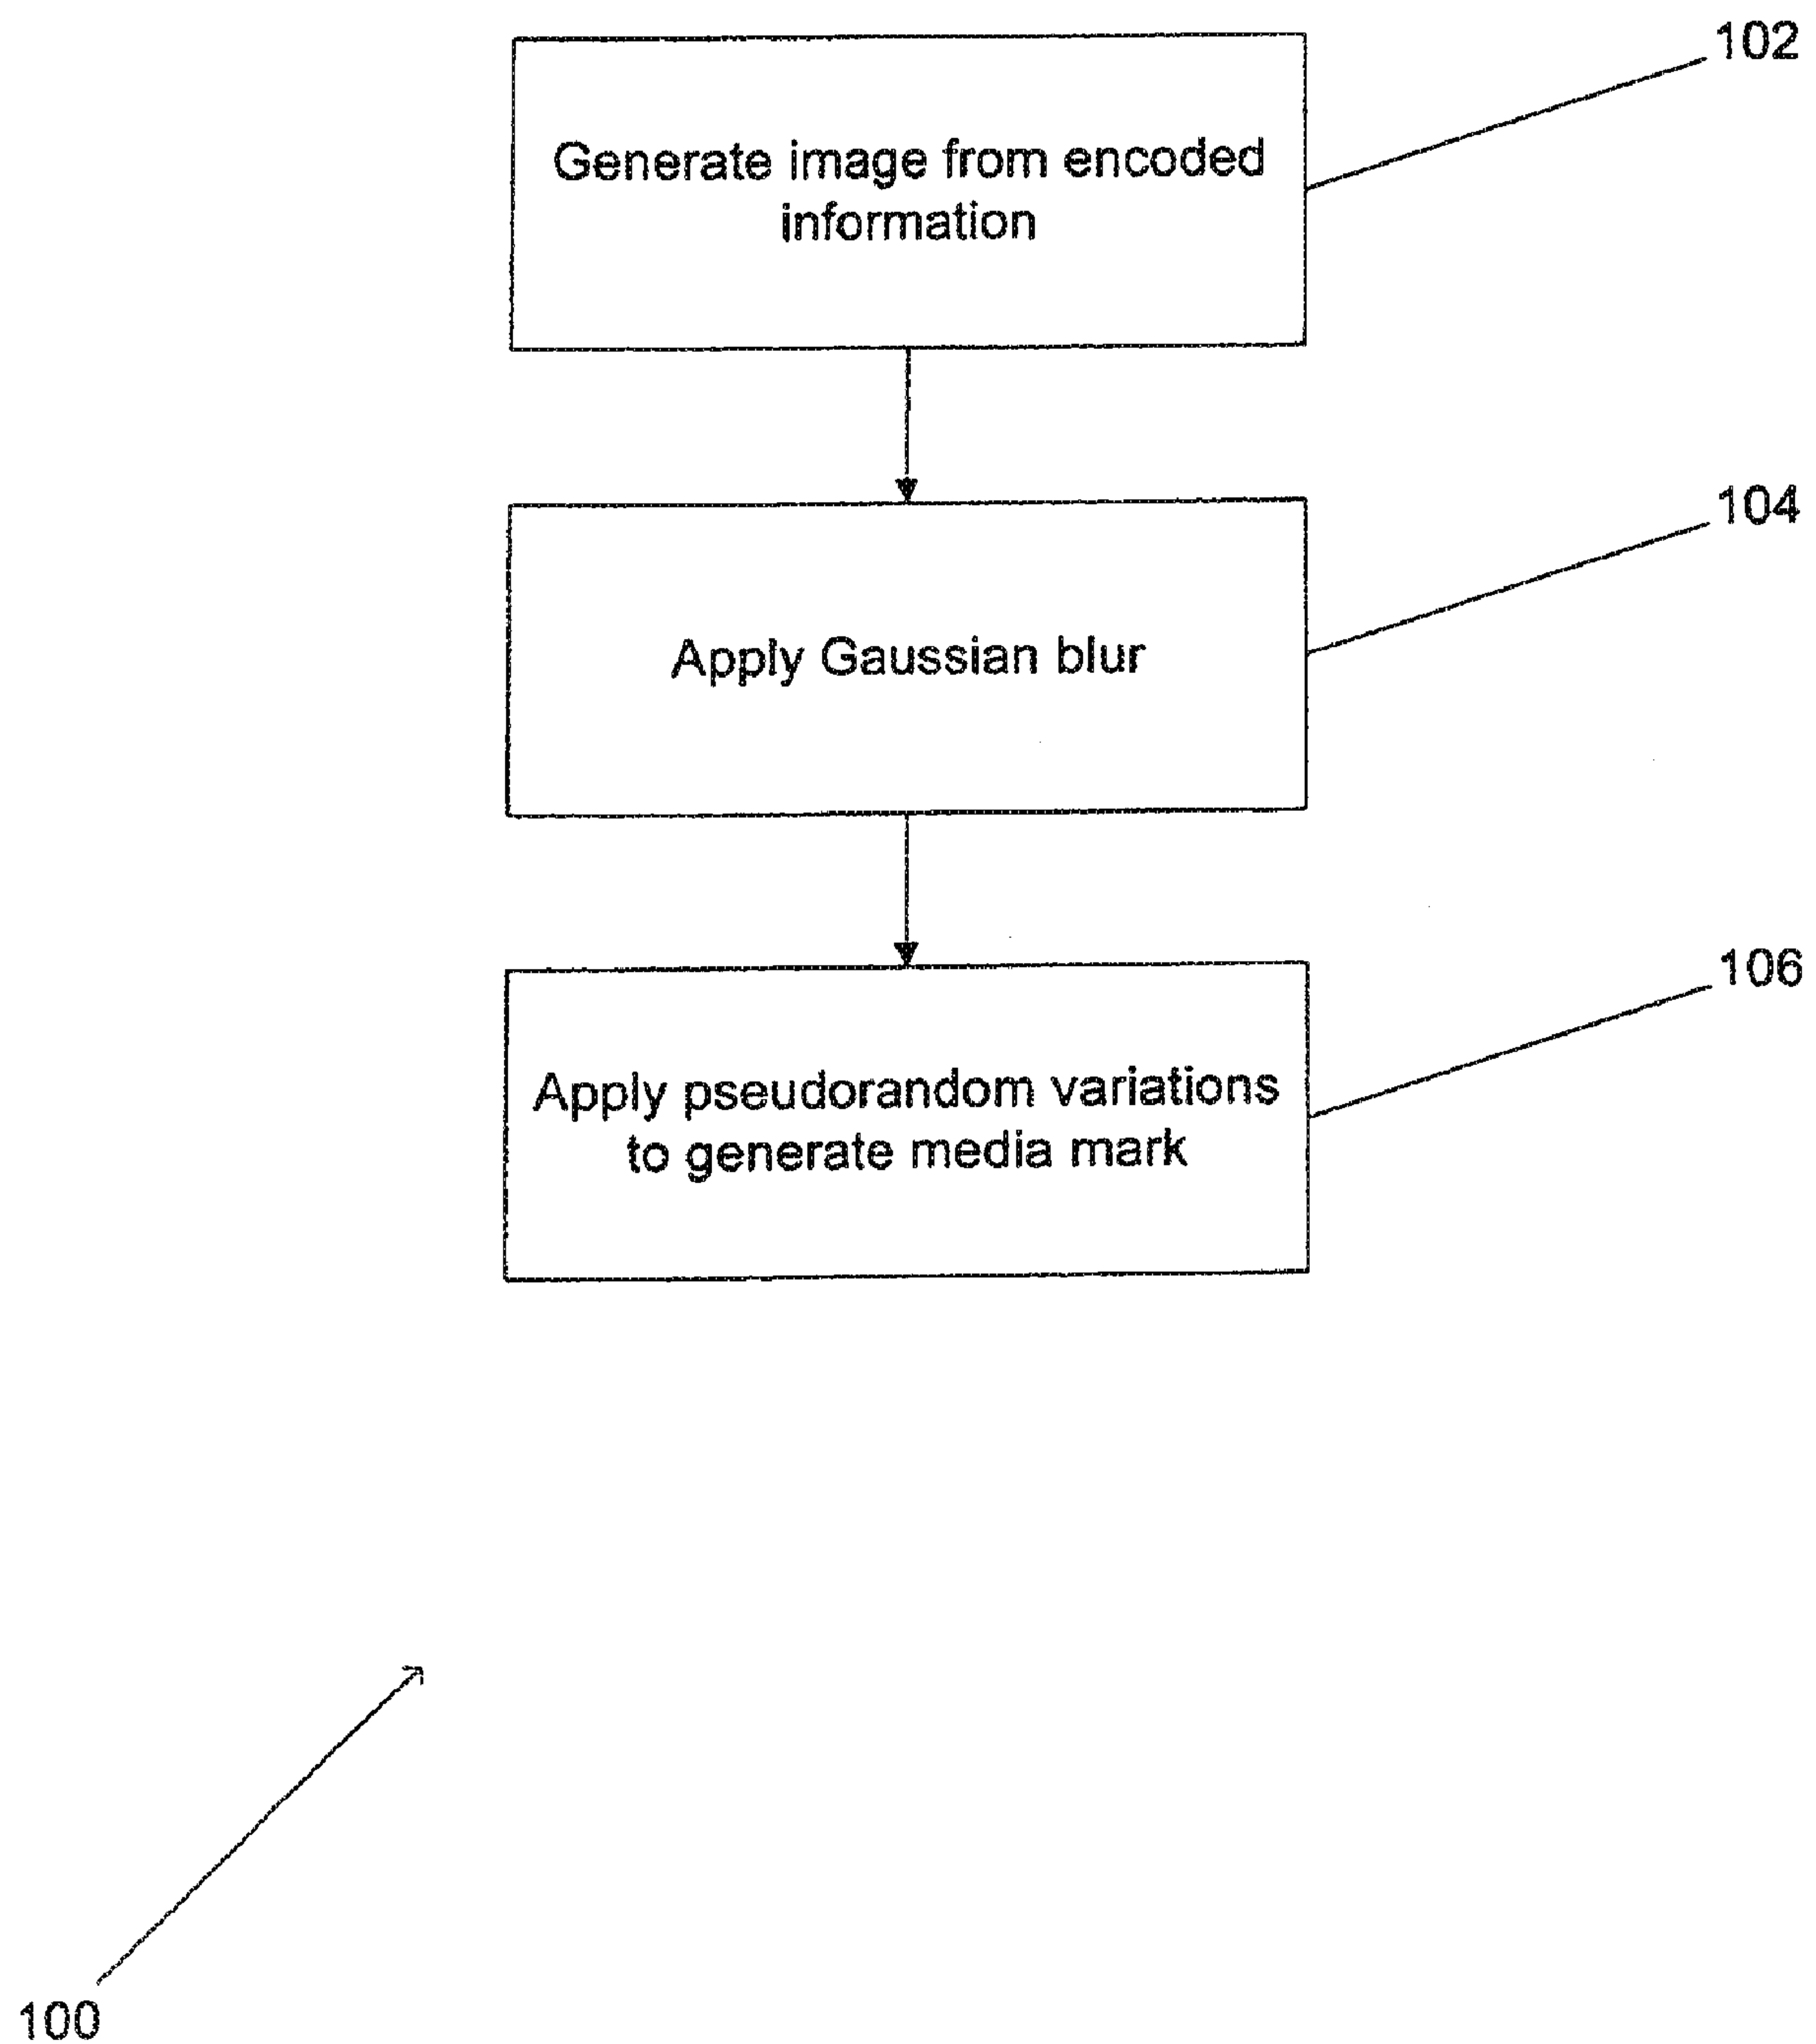 102
Generate image from encoded
information
104
Apply Gaussian blur
106
Apply pseudorandom variations
to generate media mark
100